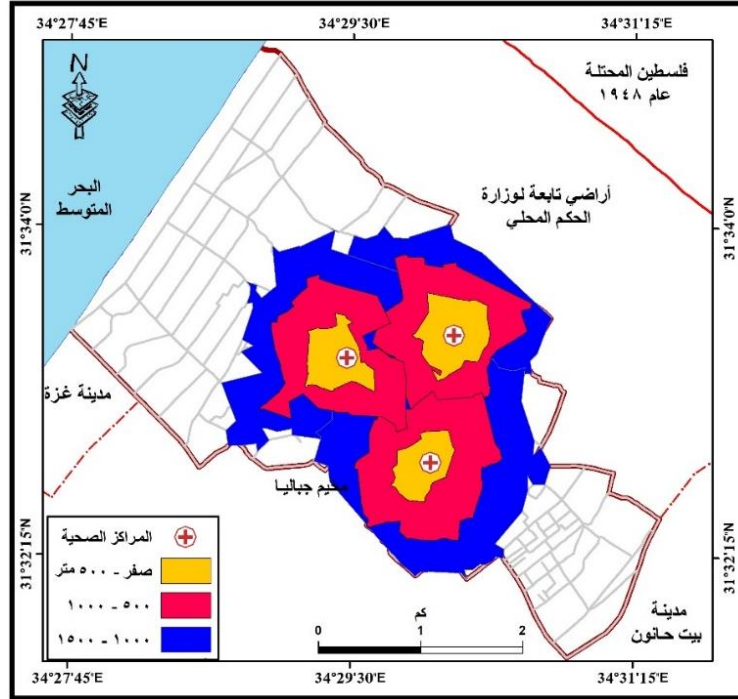 34°27'45"E
34°29'30"E
34°31'15"E
N
فلسطين المحتلة
عام ١٩٤٨
البحر
المتوسط
أراضي تابعة لوزارة
الحكم المحلي
31°34'0"N
31°34'0"N
مدينة غزة
مخيم جباليا
المراكز الصحية
صفر - ٥٠٠ متر
٥٠٠ - ١٠٠٠
١٠٠٠ - ١٥٠٠
31°32'15"N
31°32'15"N
كم
0 1 2
مدينة
بيت حانون
34°27'45"E
34°29'30"E
34°31'15"E